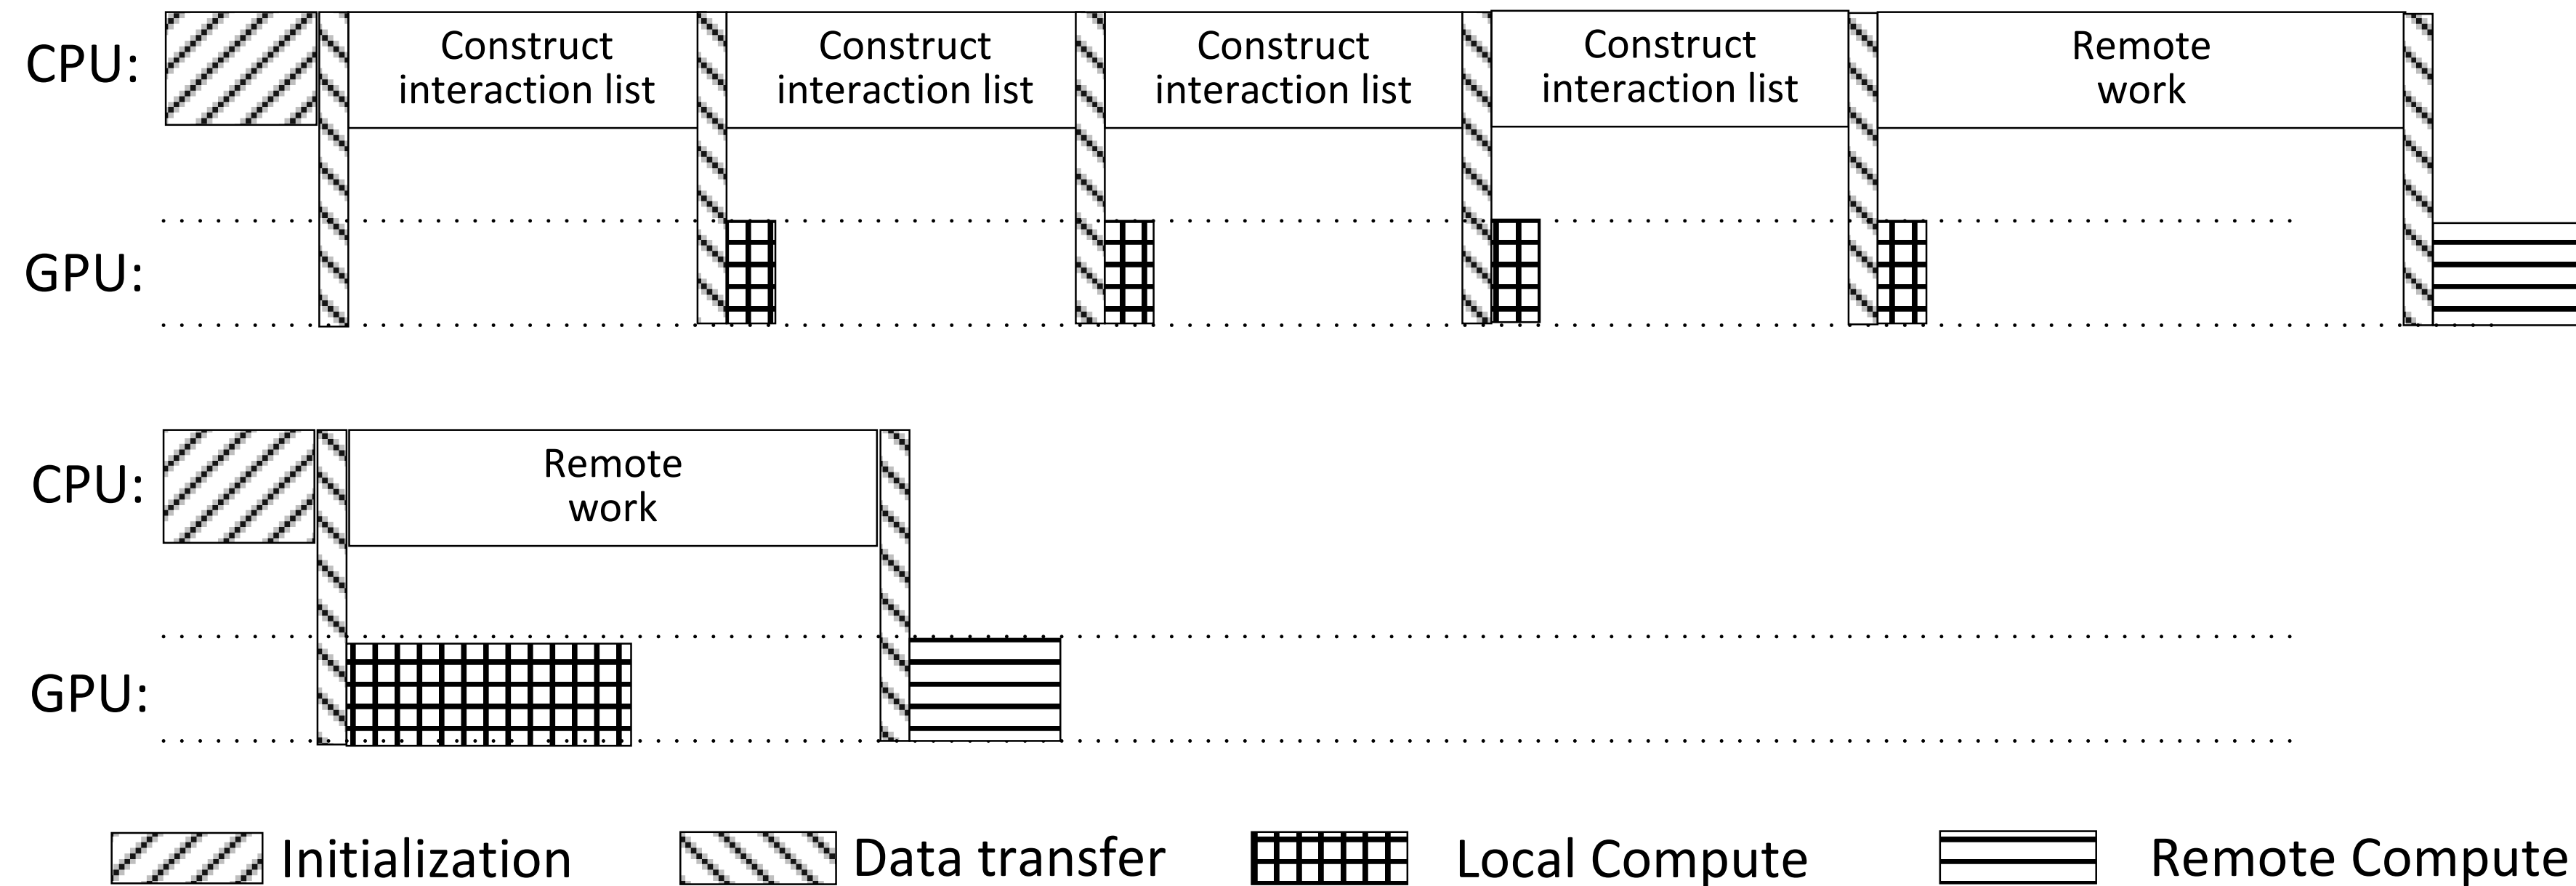 CPU:
Construct
interaction list
Construct
interaction list
Construct
interaction list
Construct
interaction list
Remote
work
GPU:
CPU:
Remote
work
GPU:
Initialization
Data transfer
Local Compute
Remote Compute